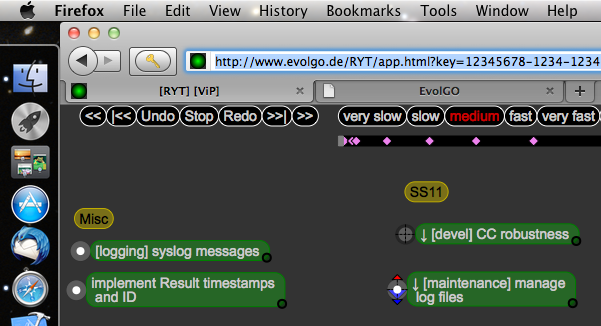 Firefox File Edit View History Bookmarks Tools Window Help
http://www.evolgo.de/RYT/app.html?key=12345678-1234-1234
[RYT] [ViP] EvolGO
<< |<< Undo Stop Redo >>| >> very slow slow medium fast very fast
SS11
Misc
↓ [devel] CC robustness
[logging] syslog messages
implement Result timestamps
and ID
↓ [maintenance] manage
log files